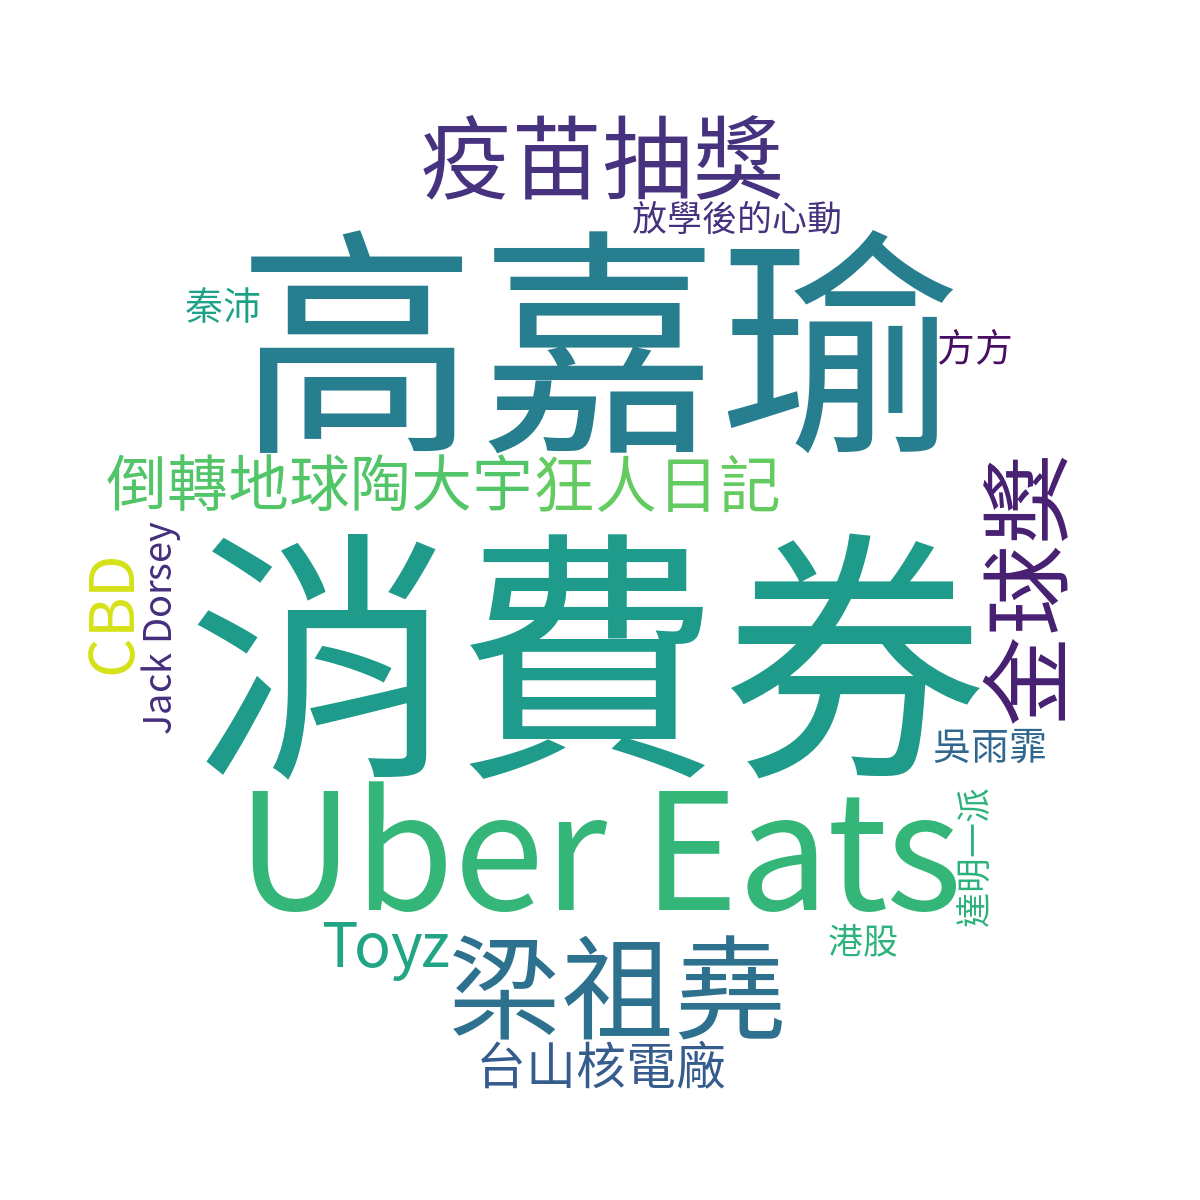 疫苗抽獎
放學後的心動
高嘉瑜
秦沛
方方
倒轉地球陶大宇狂人日記
金球獎
CBD
Jack Dorsey
消費券
吳雨霏
Uber Eats
達明一派
Toyz
梁祖堯
港股
台山核電廠